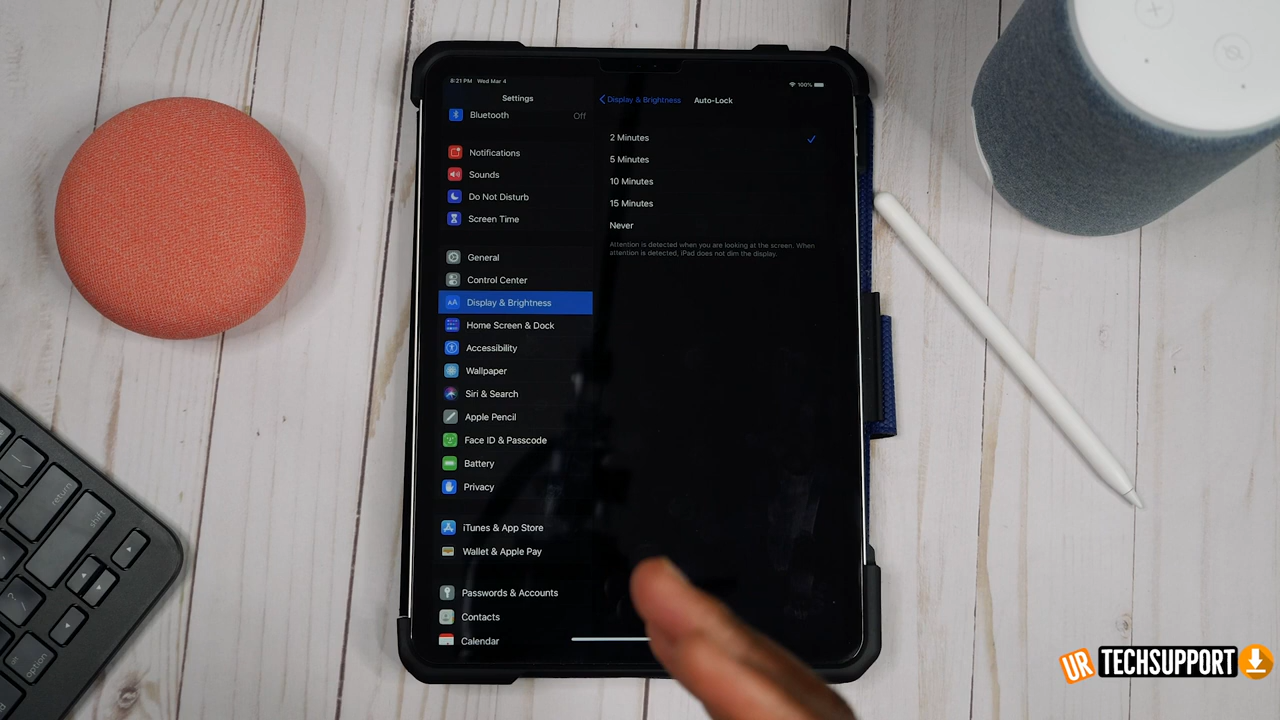 8:21 PM Wed Mar 4
100%
Settings
Bluetooth
Off
Notifications
Sounds
Do Not Disturb
Screen Time
General
Control Center
AA Display & Brightness
Home Screen & Dock
Accessibility
Wallpaper
Siri & Search
Apple Pencil
Face ID & Passcode
Battery
Privacy
iTunes & App Store
Wallet & Apple Pay
Passwords & Accounts
Contacts
Calendar
Display & Brightness
Auto-Lock
2 Minutes
5 Minutes
10 Minutes
15 Minutes
Never
Attention is detected when you are looking at the screen. When
attention is detected, iPad does not dim the display.
return
shift
?
/
option
UR TECHSUPPORT